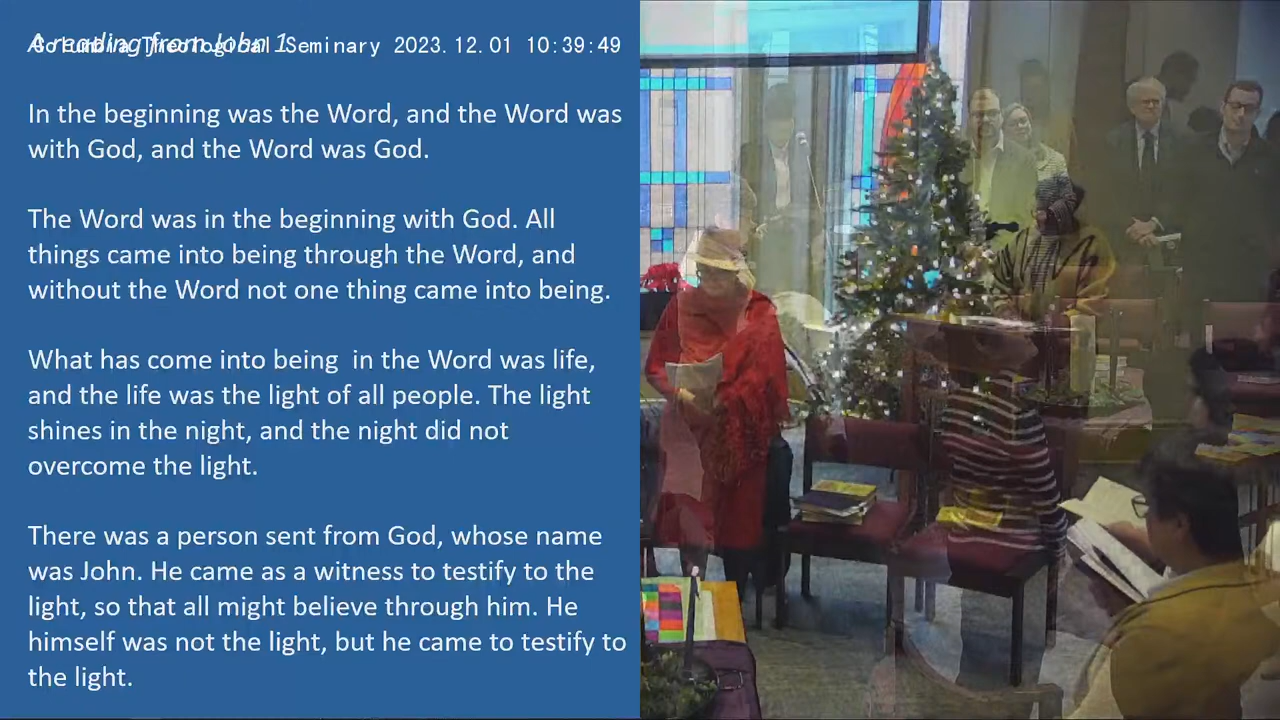 A reading from John 1
Columbia Theological Seminary 2023.12.01 10:39:49
In the beginning was the Word, and the Word was
with God, and the Word was God.
The Word was in the beginning with God. All
things came into being through the Word, and
without the Word not one thing came into being.
What has come into being  in the Word was life,
and the life was the light of all people. The light
shines in the night, and the night did not
overcome the light.
There was a person sent from God, whose name
was John. He came as a witness to testify to the
light, so that all might believe through him. He
himself was not the light, but he came to testify to
the light.